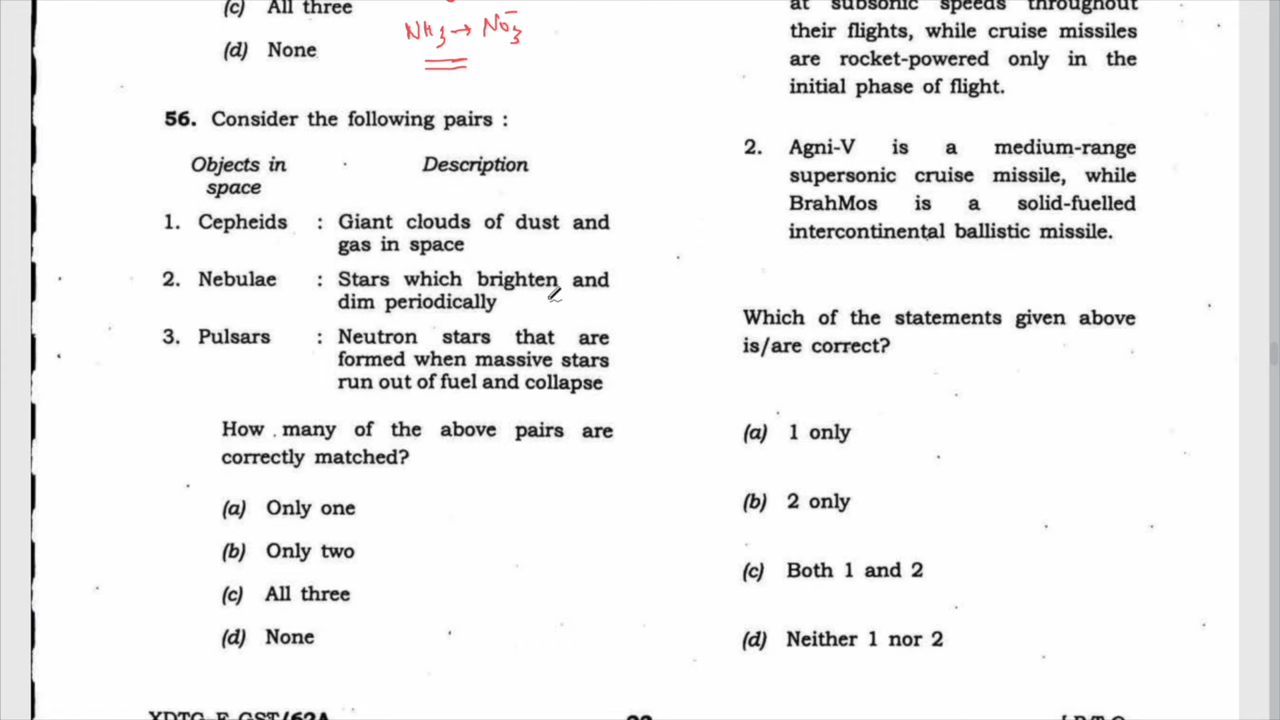 (c) All three
NH3 → NO3-
(d) None
56. Consider the following pairs :
Objects in Description
space
1. Cepheids : Giant clouds of dust and
gas in space
2. Nebulae : Stars which brighten and
dim periodically
3. Pulsars : Neutron stars that are
formed when massive stars
run out of fuel and collapse
How many of the above pairs are
correctly matched?
(a) Only one
(b) Only two
(c) All three
(d) None
at subsonic speeds throughout
their flights, while cruise missiles
are rocket-powered only in the
initial phase of flight.
2. Agni-V is a medium-range
supersonic cruise missile, while
BrahMos is a solid-fuelled
intercontinental ballistic missile.
Which of the statements given above
is/are correct?
(a) 1 only
(b) 2 only
(c) Both 1 and 2
(d) Neither 1 nor 2